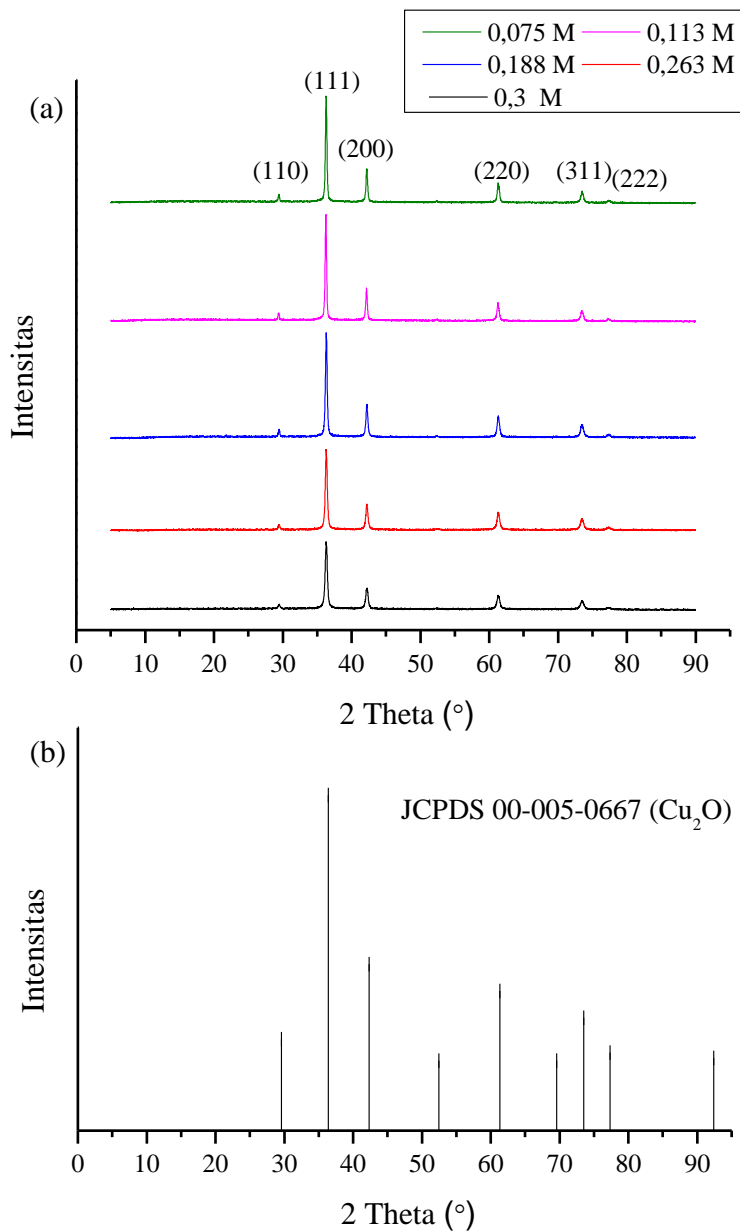 0,075 M 0,113 M
0,188 M 0,263 M
0,3 M
(a)
(111)
(110) (200) (220) (311) (222)
Intensitas
0 10 20 30 40 50 60 70 80 90
2 Theta (°)
(b)
JCPDS 00-005-0667 (Cu₂O)
Intensitas
0 10 20 30 40 50 60 70 80 90
2 Theta (°)